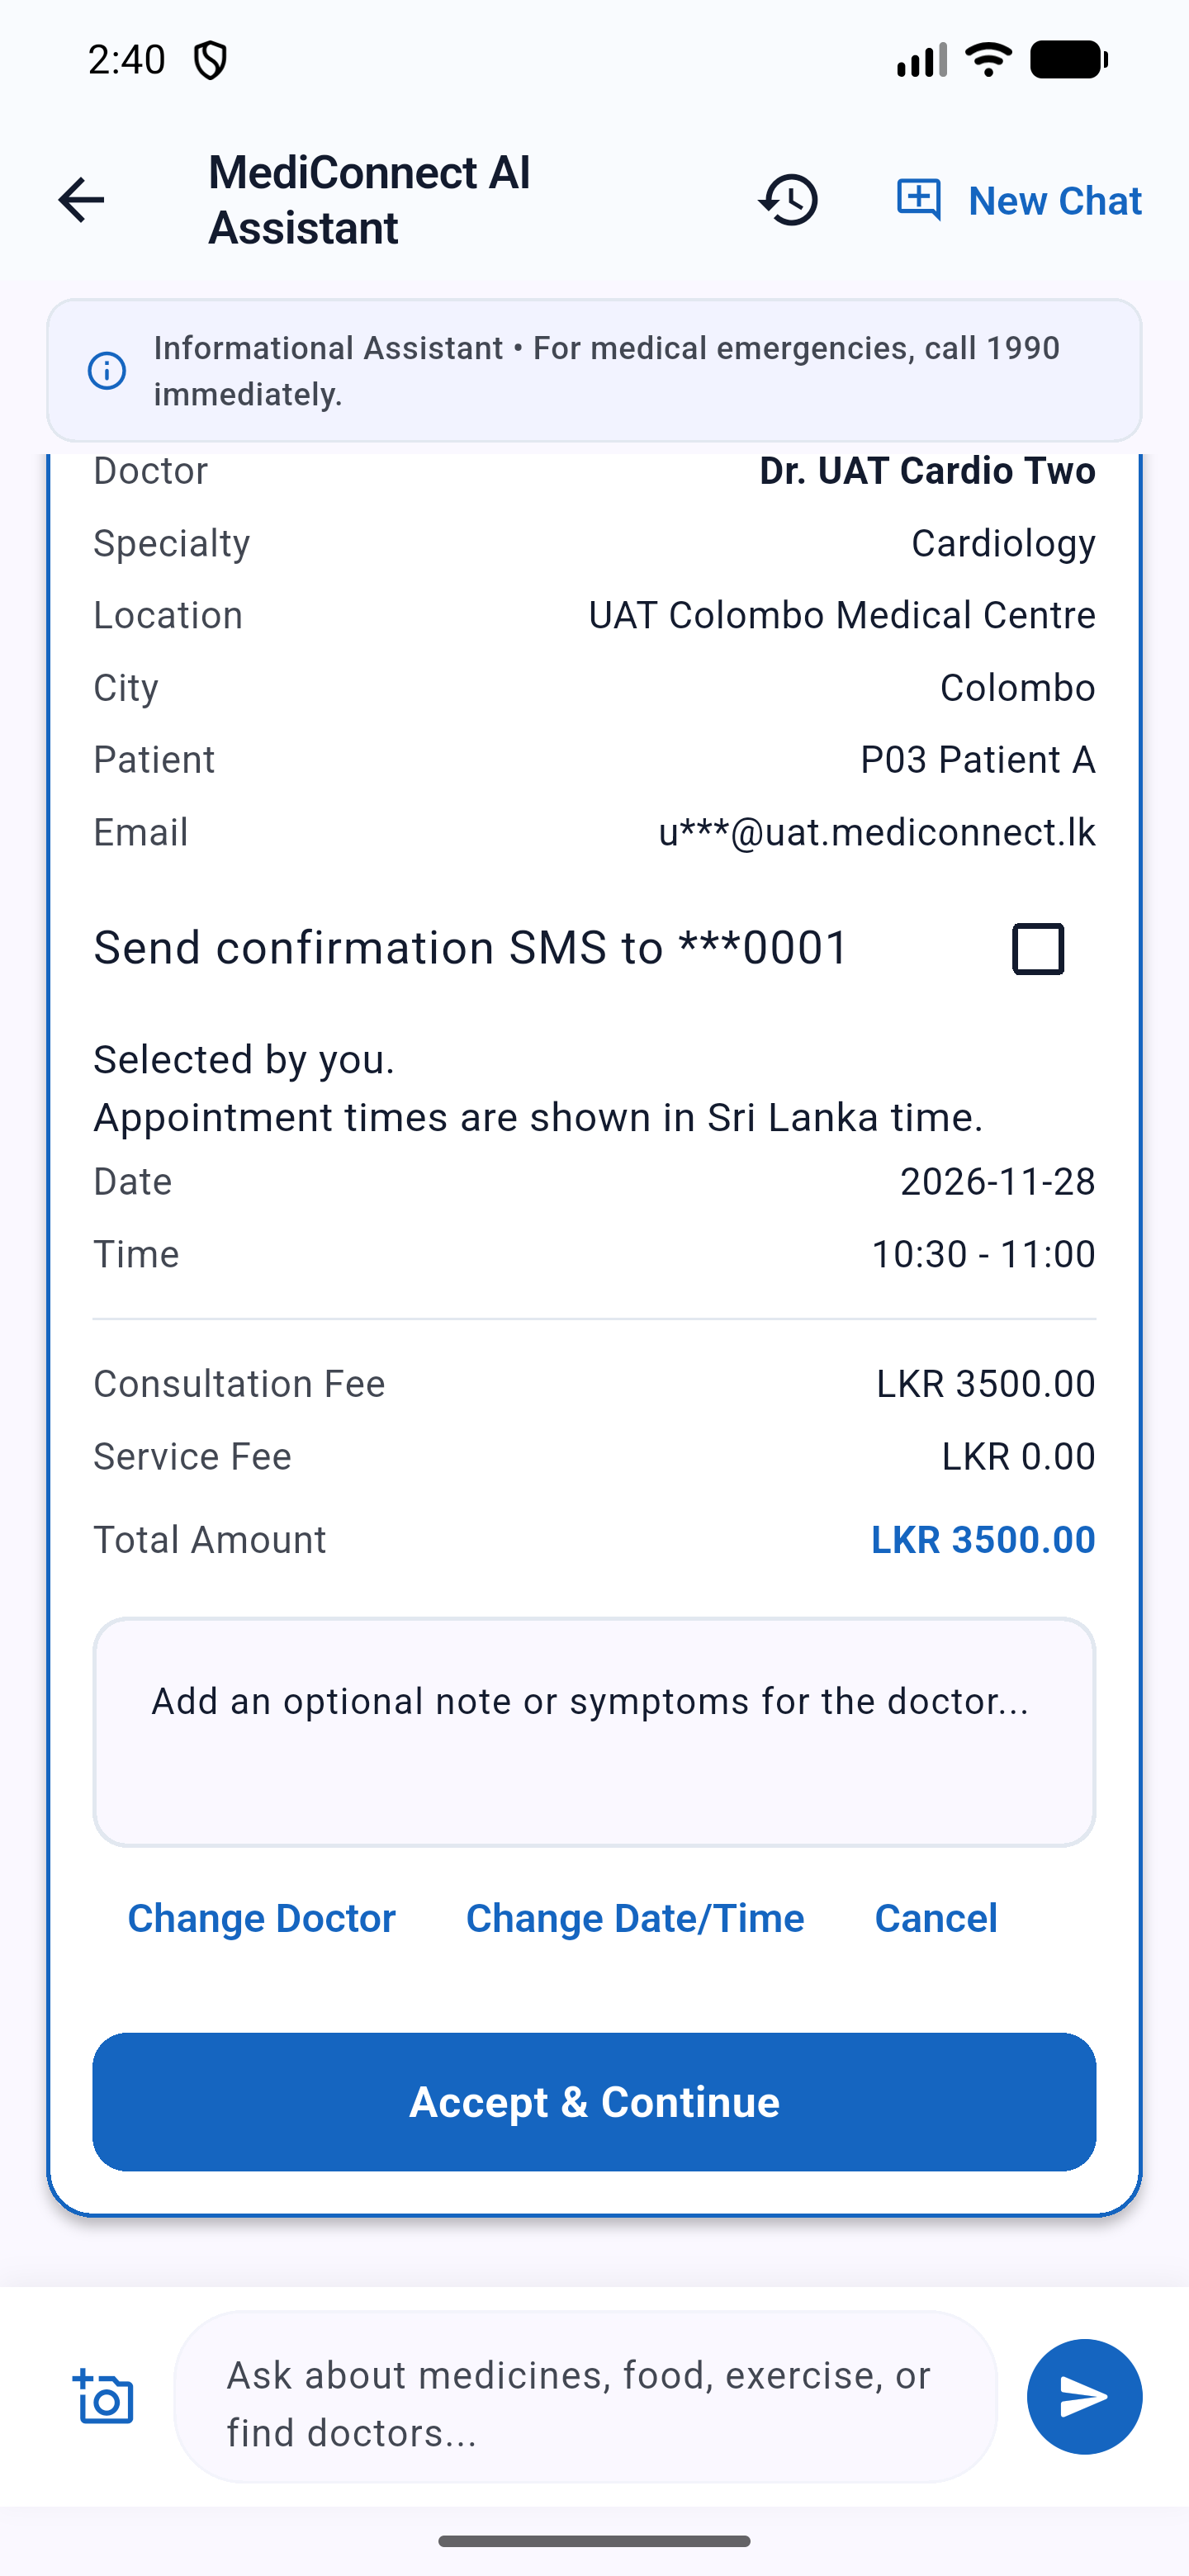 2:40
MediConnect AI
Assistant
New Chat
Informational Assistant • For medical emergencies, call 1990
immediately.
Doctor Dr. UAT Cardio Two
Specialty Cardiology
Location UAT Colombo Medical Centre
City Colombo
Patient P03 Patient A
Email u***@uat.mediconnect.lk
Send confirmation SMS to ***0001
Selected by you.
Appointment times are shown in Sri Lanka time.
Date 2026-11-28
Time 10:30 - 11:00
Consultation Fee LKR 3500.00
Service Fee LKR 0.00
Total Amount LKR 3500.00
Add an optional note or symptoms for the doctor...
Change Doctor Change Date/Time Cancel
Accept & Continue
Ask about medicines, food, exercise, or
find doctors...